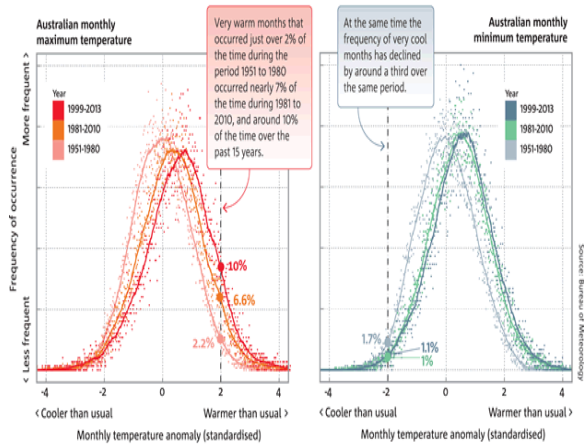 Australian monthly
maximum temperature
Very warm months that
occurred just over 2% of
the time during the
period 1951 to 1980
occurred nearly 7% of
the time during 1981 to
2010, and around 10%
of the time over the
past 15 years.
At the same time the
frequency of very cool
months has declined
by around a third over
the same period.
Australian monthly
minimum temperature
Year
1999-2013
1981-2010
1951-1980
Year
1999-2013
1981-2010
1951-1980
< Less frequent
Frequency of occurrence
More frequent >
10%
6.6%
2.2%
1.7%
1.1%
1%
-4 -2 0 2 4
-4 -2 0 2 4
< Cooler than usual Warmer than usual >
< Cooler than usual Warmer than usual >
Monthly temperature anomaly (standardised)
Monthly temperature anomaly (standardised)
Source: Bureau of Meteorology